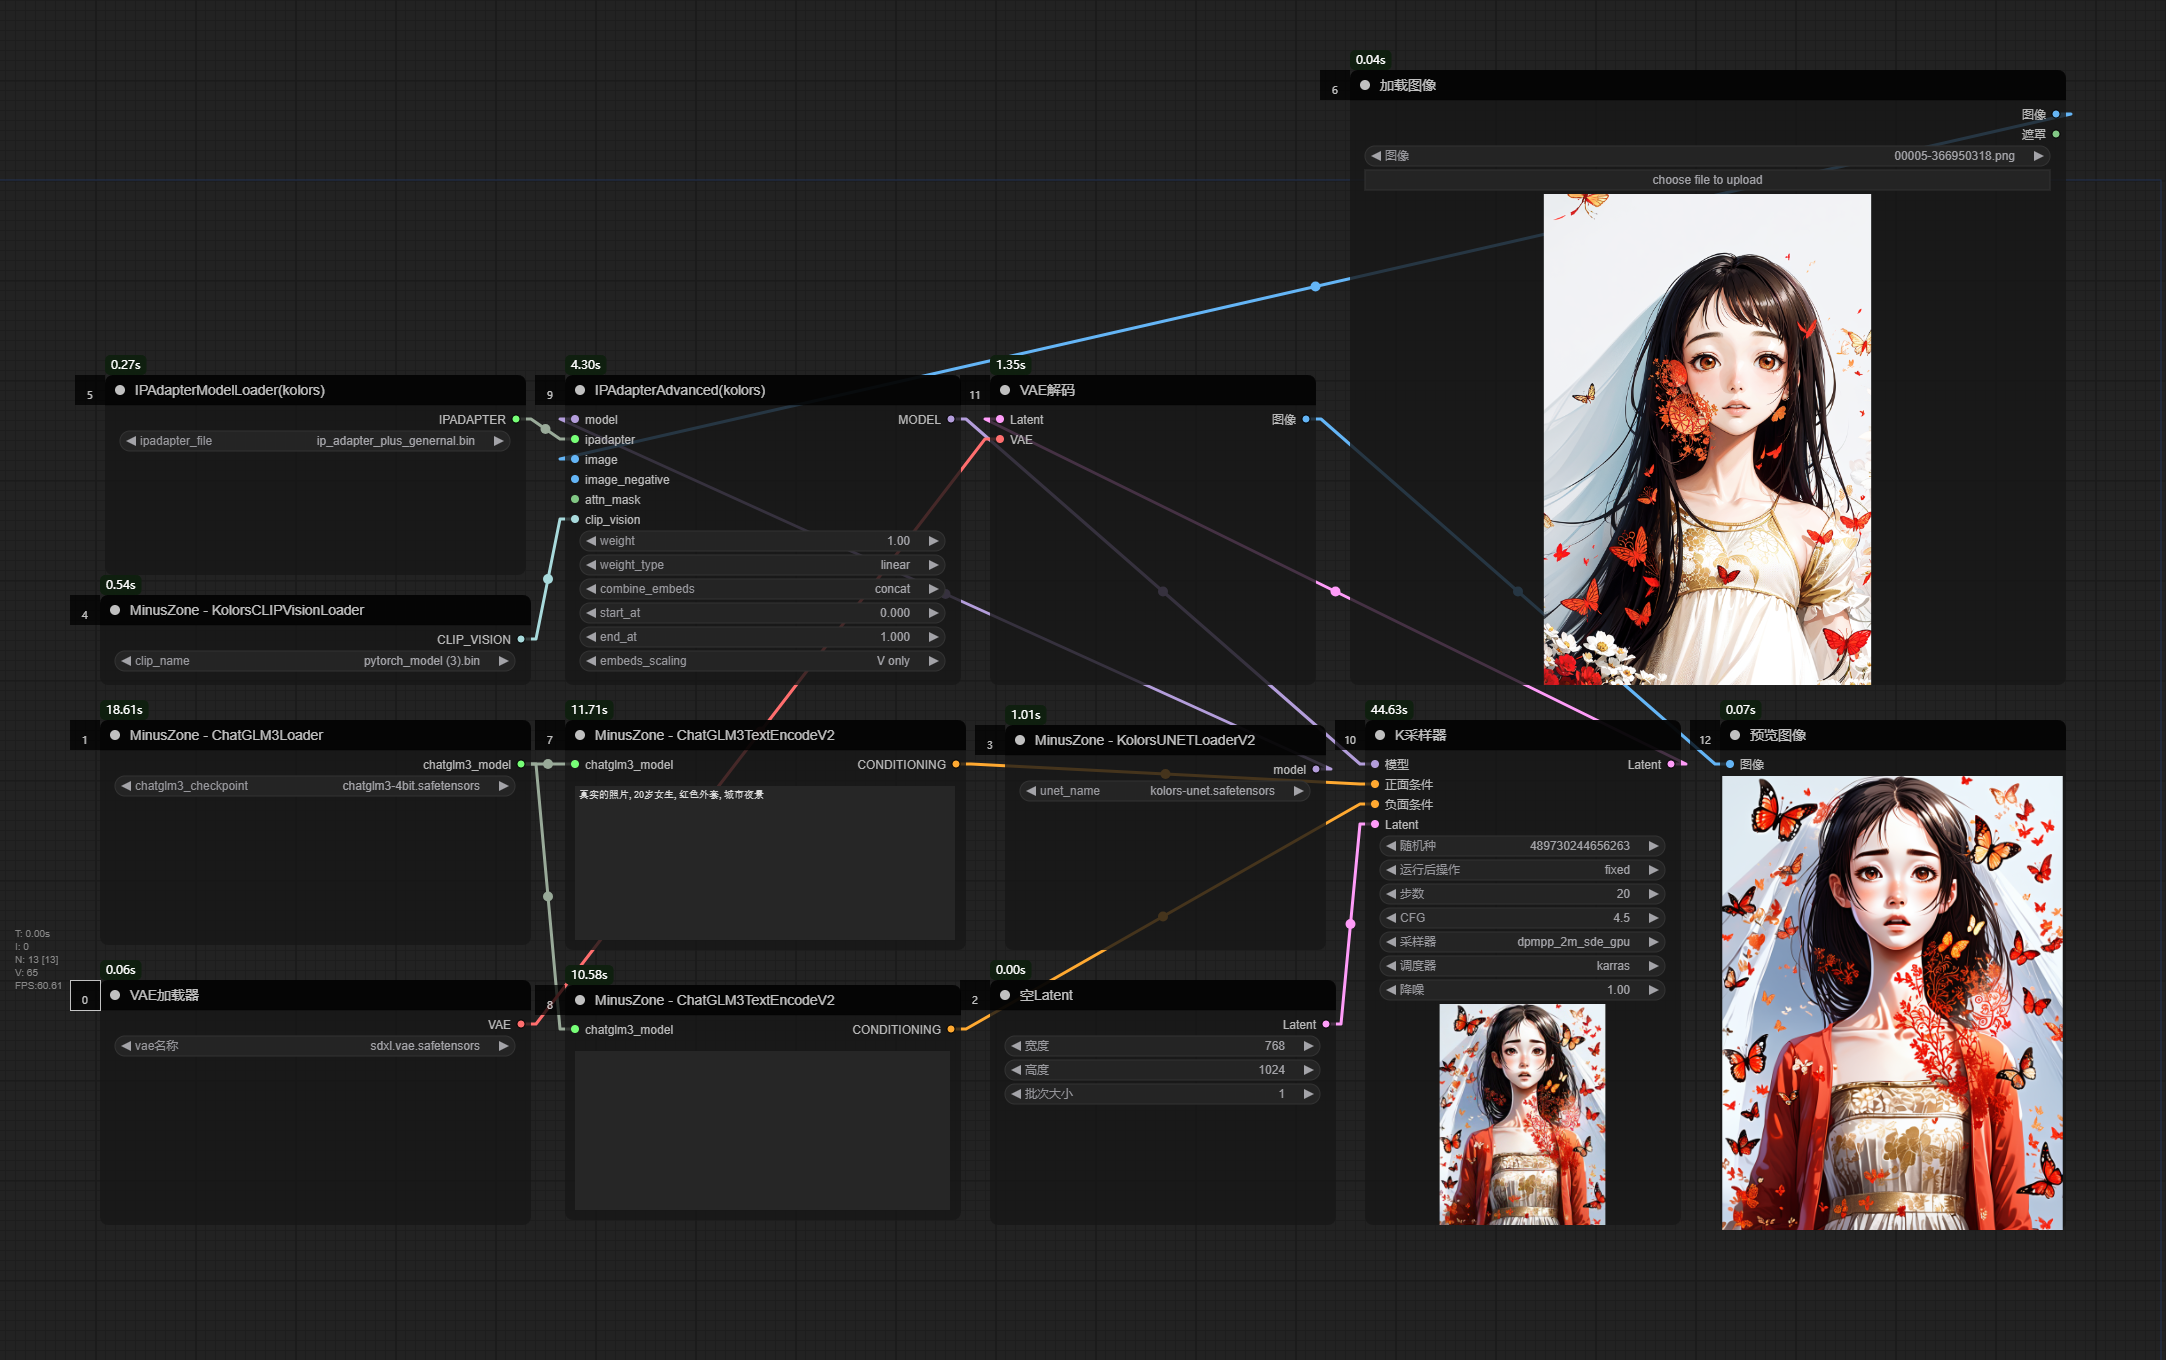 0.04s
6
加载图像
图像
遮罩
图像 00005-366950318.png
choose file to upload
0.27s
5
IPAdapterModelLoader(kolors)
IPADAPTER
ipadapter_file ip_adapter_plus_genernal.bin
4.30s
9
IPAdapterAdvanced(kolors)
model MODEL
ipadapter
image
image_negative
attn_mask
clip_vision
weight 1.00
weight_type linear
combine_embeds concat
start_at 0.000
end_at 1.000
embeds_scaling V only
1.35s
11
VAE解码
Latent 图像
VAE
0.54s
4
MinusZone - KolorsCLIPVisionLoader
CLIP_VISION
clip_name pytorch_model (3).bin
18.61s
1
MinusZone - ChatGLM3Loader
chatglm3_model
chatglm3_checkpoint chatglm3-4bit.safetensors
11.71s
7
MinusZone - ChatGLM3TextEncodeV2
chatglm3_model CONDITIONING
真实的照片, 20岁女生, 红色外套, 城市夜景
1.01s
3
MinusZone - KolorsUNETLoaderV2
model
unet_name kolors-unet.safetensors
44.63s
10
K采样器
模型 Latent
正面条件
负面条件
Latent
随机种 489730244656263
运行后操作 fixed
步数 20
CFG 4.5
采样器 dpmpp_2m_sde_gpu
调度器 karras
降噪 1.00
0.07s
12
预览图像
图像
T: 0.00s
I: 0
N: 13 [13]
V: 65
FPS:60.61
0.06s
0
VAE加载器
VAE
vae名称 sdxl.vae.safetensors
10.58s
8
MinusZone - ChatGLM3TextEncodeV2
chatglm3_model CONDITIONING
0.00s
2
空Latent
Latent
宽度 768
高度 1024
批次大小 1